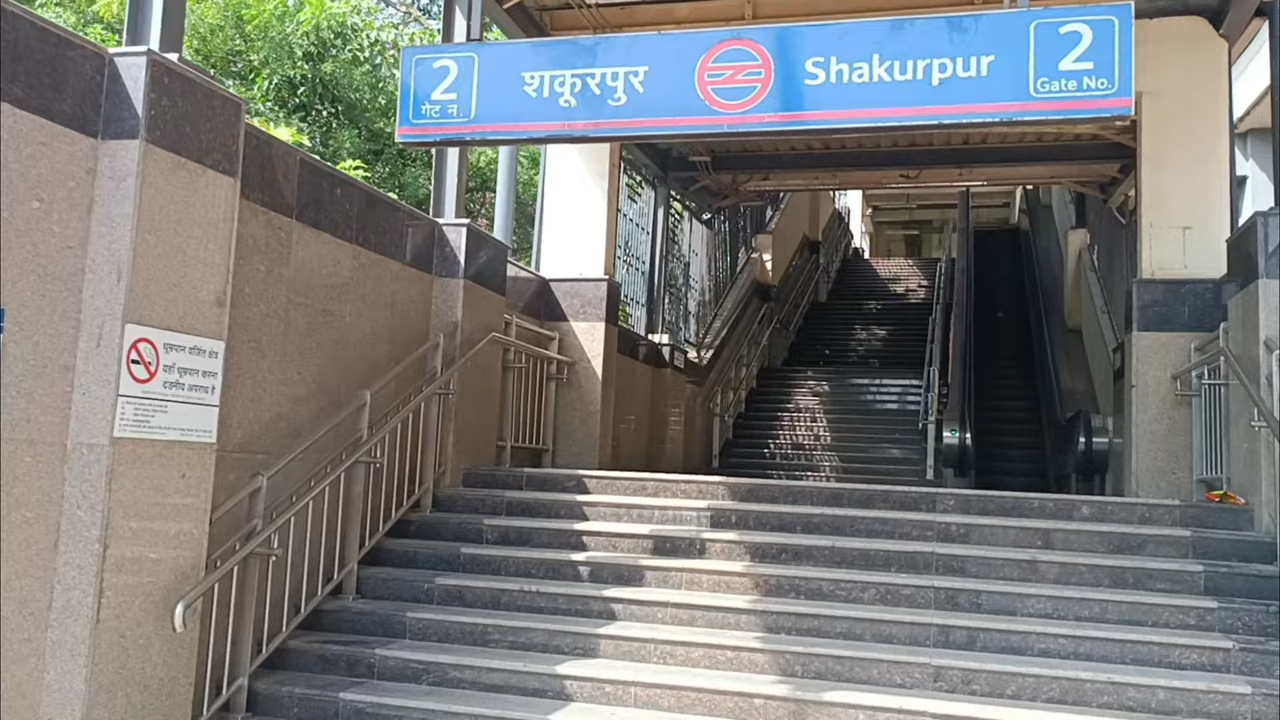 2
गेट न.
शकूरपुर
Shakurpur
2
Gate No.
धूम्रपान वर्जित क्षेत्र
यहाँ धूम्रपान करना
दंडनीय अपराध है